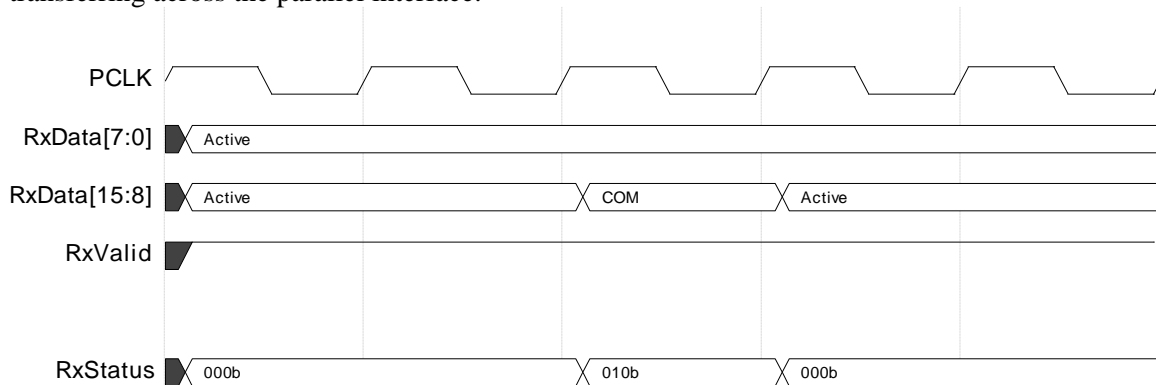 transferring across the parallel interface.
PCLK
RxData[7:0] Active
RxData[15:8] Active COM Active
RxValid
RxStatus 000b 010b 000b